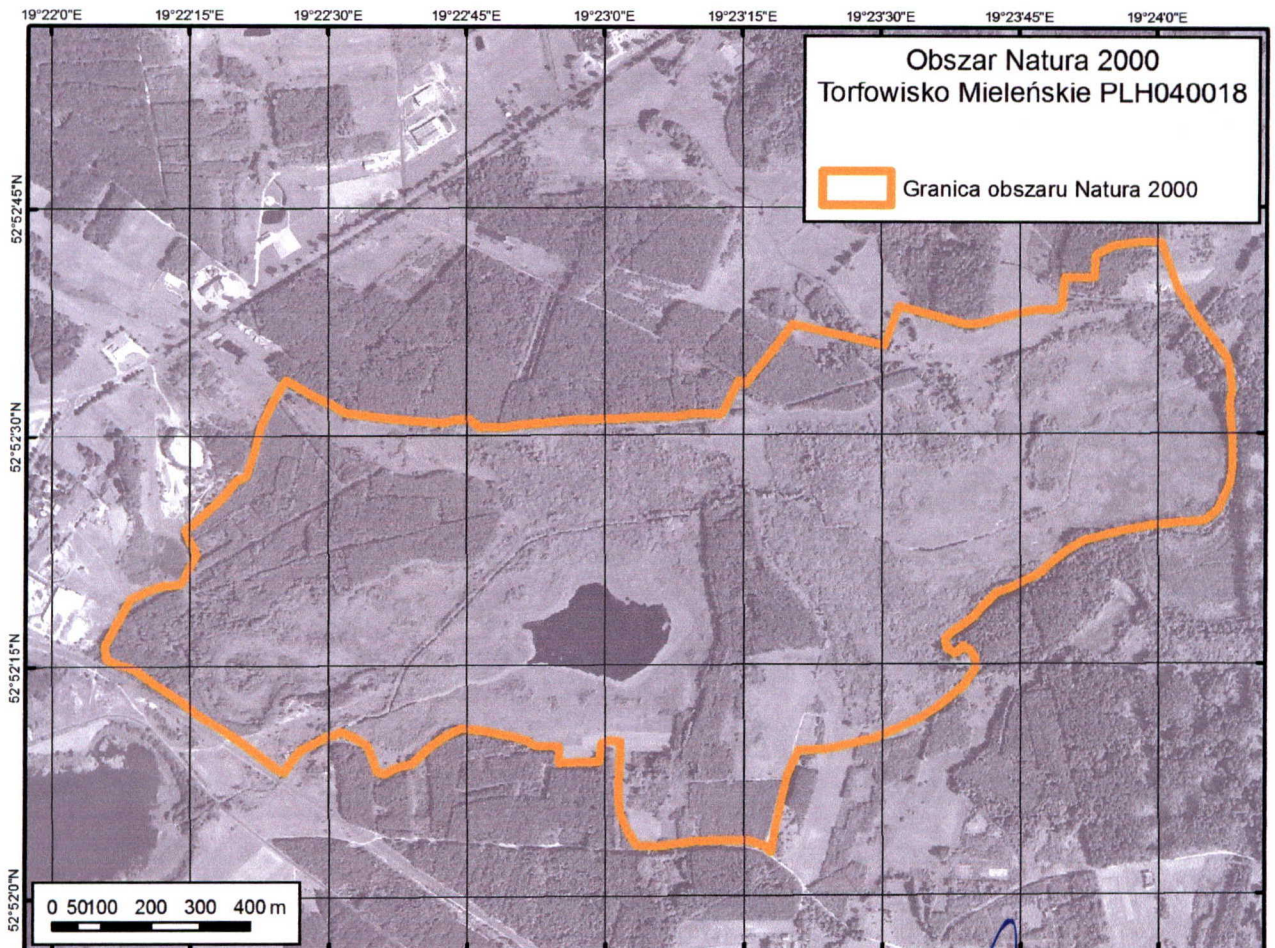 19°22'0"E 19°22'15"E 19°22'30"E 19°22'45"E 19°23'0"E 19°23'15"E 19°23'30"E 19°23'45"E 19°24'0"E
Obszar Natura 2000
Torfowisko Mieleńskie PLH040018
Granica obszaru Natura 2000
52°52'45"N
52°52'30"N
52°52'15"N
52°52'0"N
0 50100 200 300 400 m